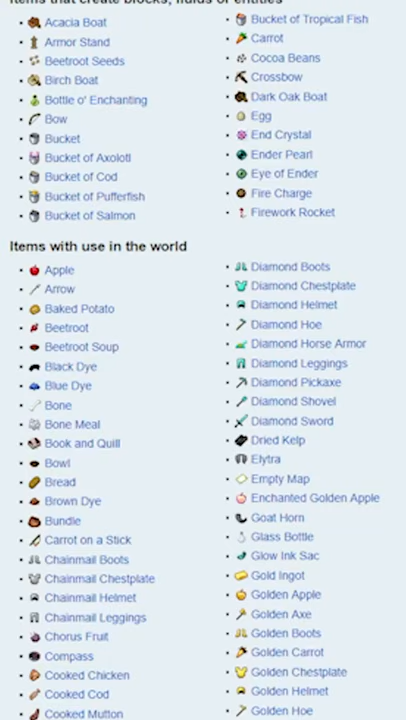 Items that create blocks, fluids or entities
Acacia Boat
Armor Stand
Beetroot Seeds
Birch Boat
Bottle o' Enchanting
Bow
Bucket
Bucket of Axolotl
Bucket of Cod
Bucket of Pufferfish
Bucket of Salmon
Bucket of Tropical Fish
Carrot
Cocoa Beans
Crossbow
Dark Oak Boat
Egg
End Crystal
Ender Pearl
Eye of Ender
Fire Charge
Firework Rocket
Items with use in the world
Apple
Arrow
Baked Potato
Beetroot
Beetroot Soup
Black Dye
Blue Dye
Bone
Bone Meal
Book and Quill
Bowl
Bread
Brown Dye
Bundle
Carrot on a Stick
Chainmail Boots
Chainmail Chestplate
Chainmail Helmet
Chainmail Leggings
Chorus Fruit
Compass
Cooked Chicken
Cooked Cod
Cooked Mutton
Diamond Boots
Diamond Chestplate
Diamond Helmet
Diamond Hoe
Diamond Horse Armor
Diamond Leggings
Diamond Pickaxe
Diamond Shovel
Diamond Sword
Dried Kelp
Elytra
Empty Map
Enchanted Golden Apple
Goat Horn
Glass Bottle
Glow Ink Sac
Gold Ingot
Golden Apple
Golden Axe
Golden Boots
Golden Carrot
Golden Chestplate
Golden Helmet
Golden Hoe